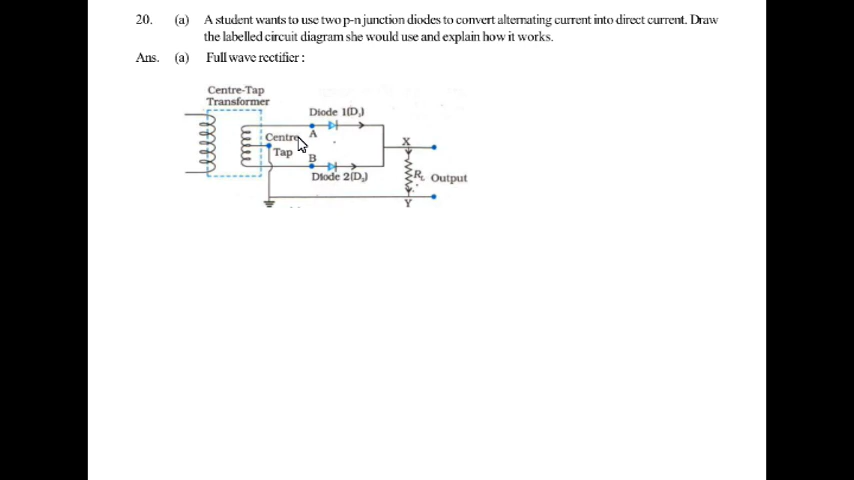 20. (a) A student wants to use two p-n junction diodes to convert alternating current into direct current. Draw
the labelled circuit diagram she would use and explain how it works.
Ans. (a) Full wave rectifier :
Centre-Tap
Transformer
Diode 1(D₁)
Centre
A
Tap
B
X
Diode 2(D₂)
R_L Output
Y